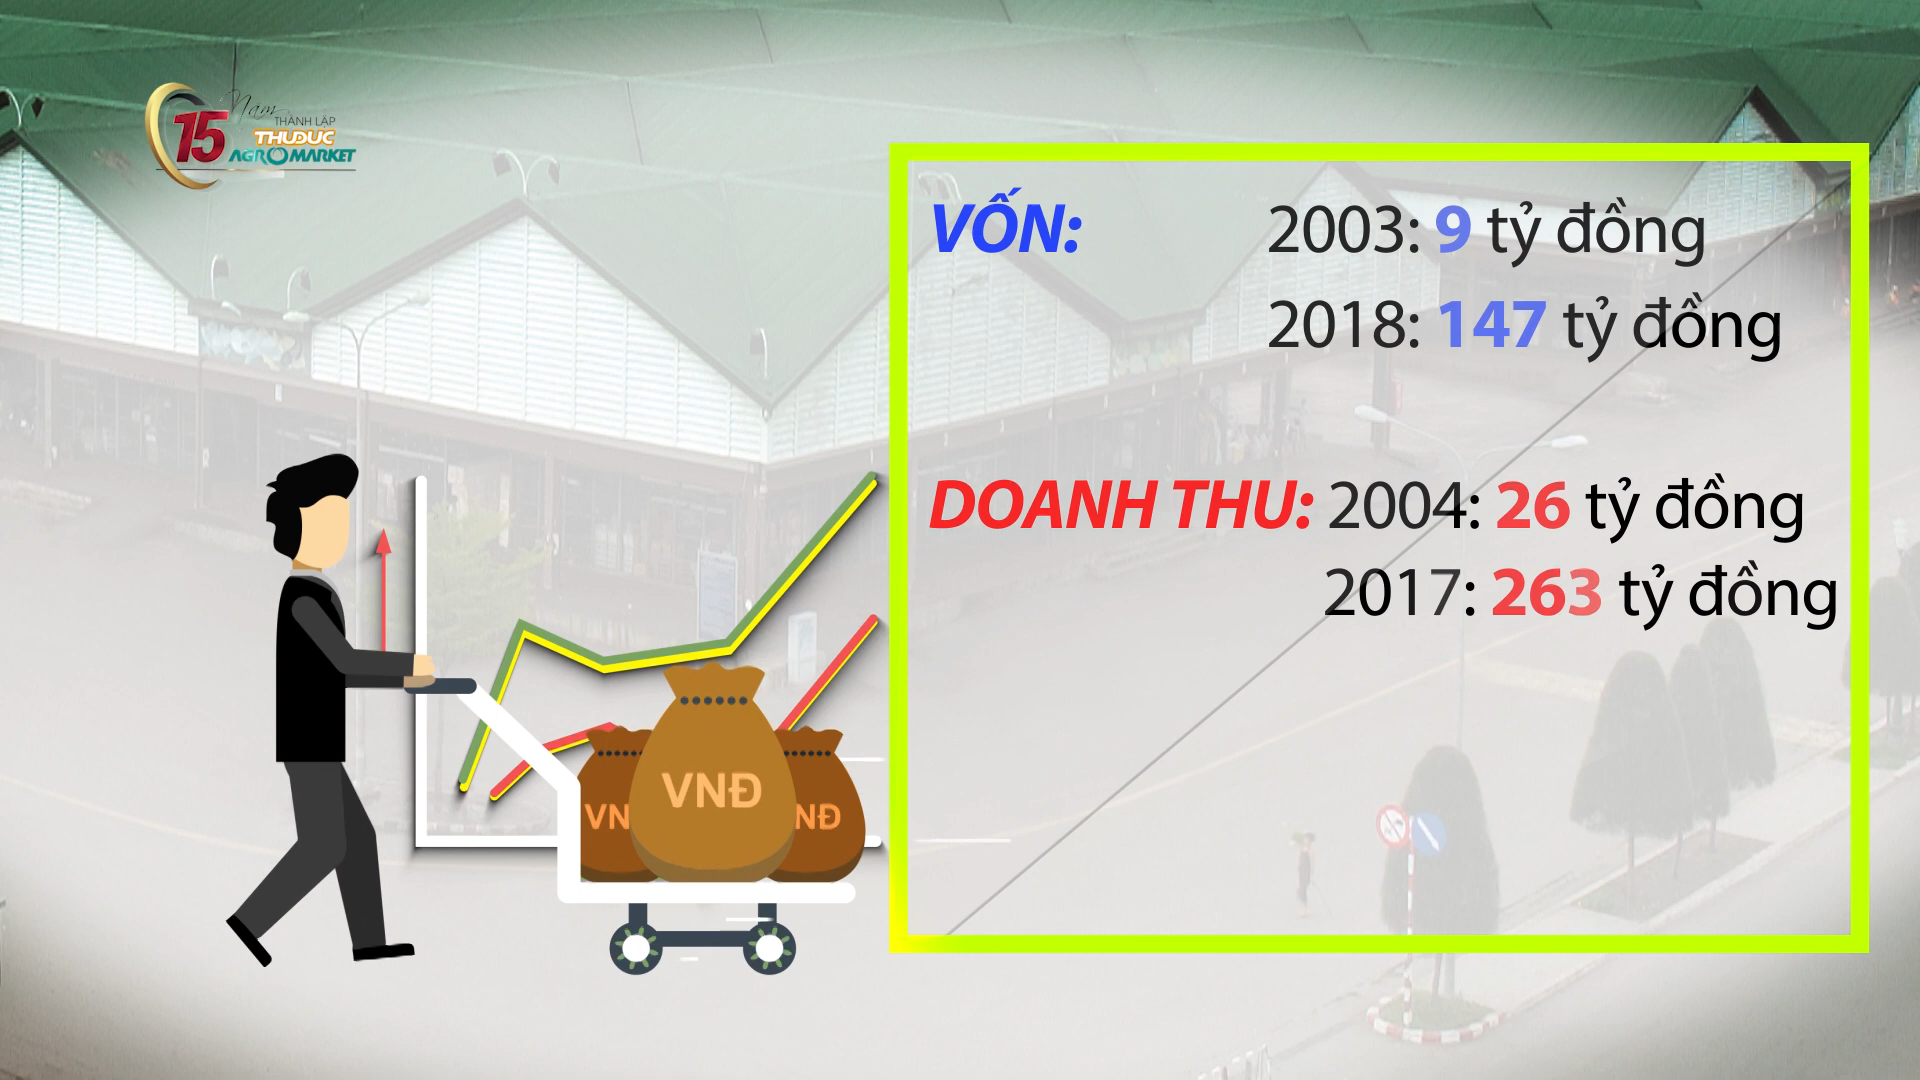 15 Năm
THÀNH LẬP
THUDUC
AGROMARKET
VỐN: 2003: 9 tỷ đồng
2018: 147 tỷ đồng
DOANH THU: 2004: 26 tỷ đồng
2017: 263 tỷ đồng
VNĐ
VN
NĐ